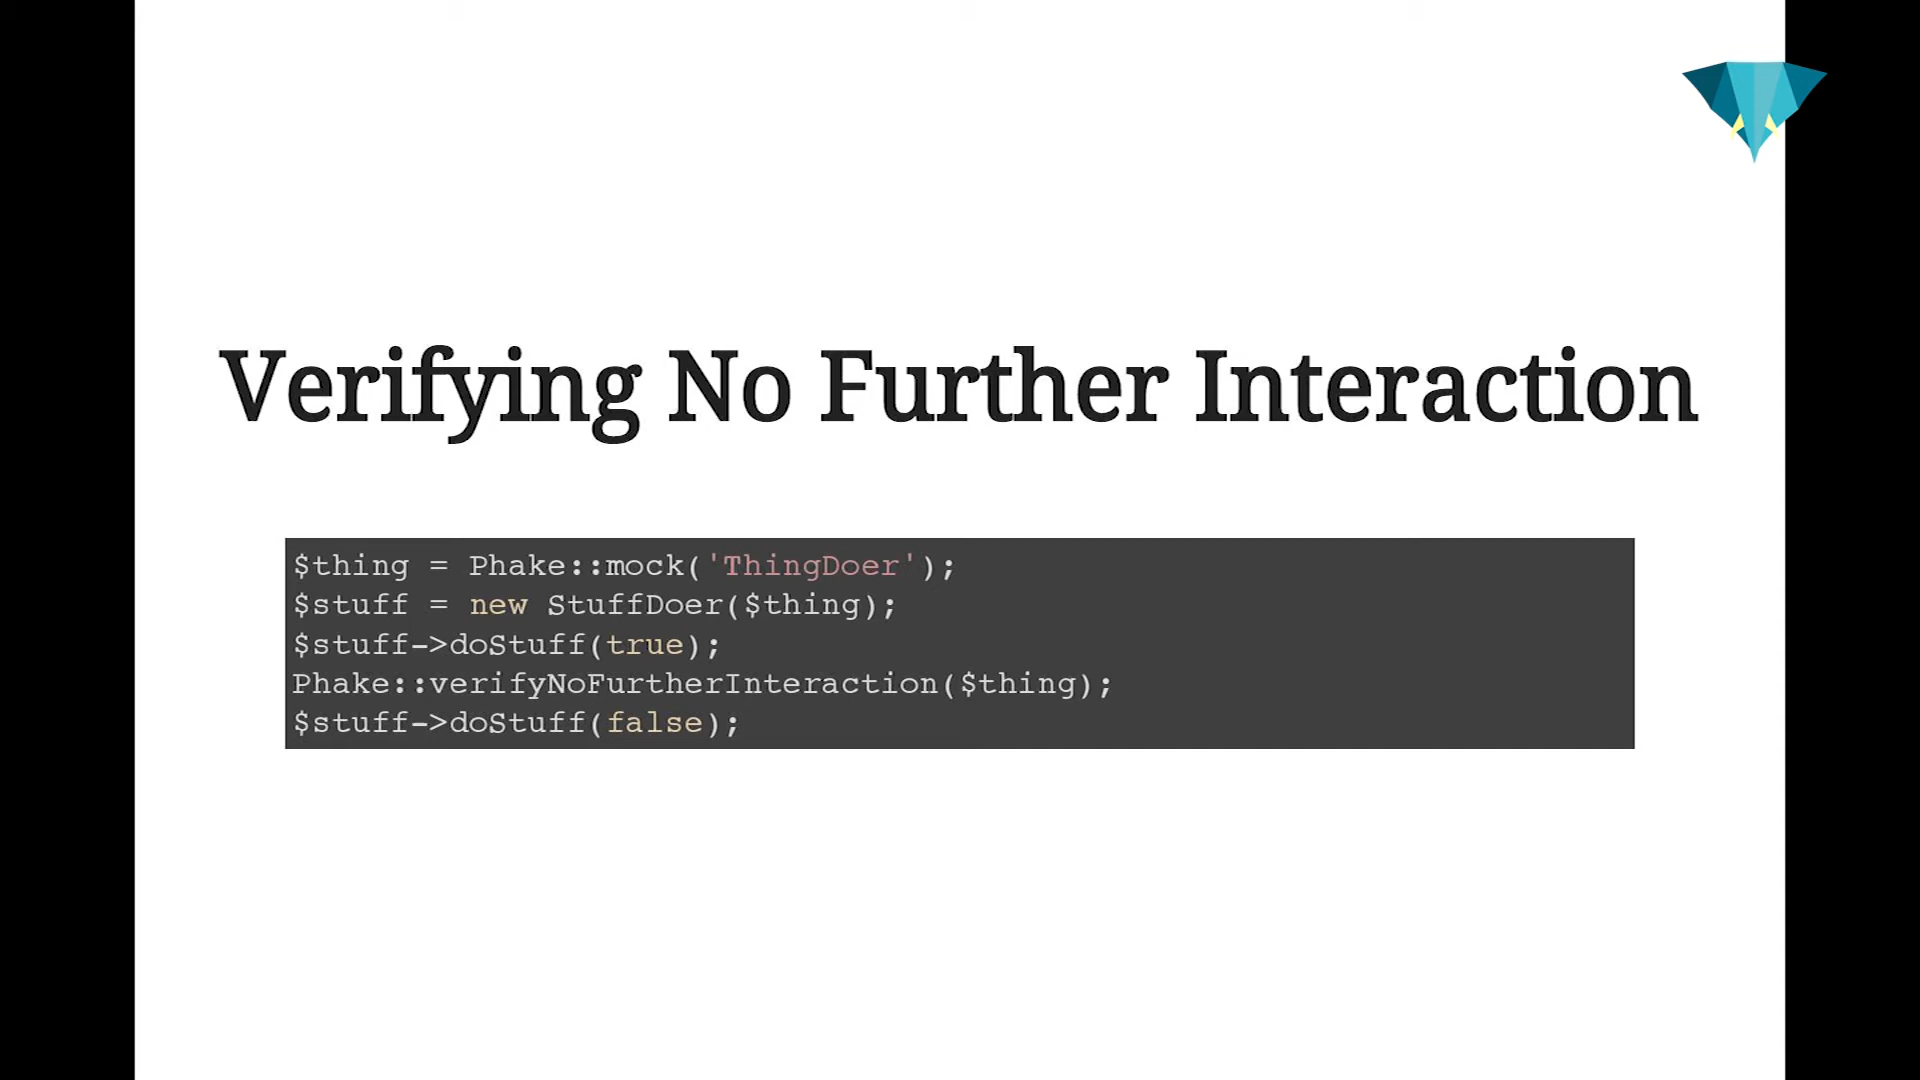 Verifying No Further Interaction
$thing = Phake::mock('ThingDoer');
$stuff = new StuffDoer($thing);
$stuff->doStuff(true);
Phake::verifyNoFurtherInteraction($thing);
$stuff->doStuff(false);